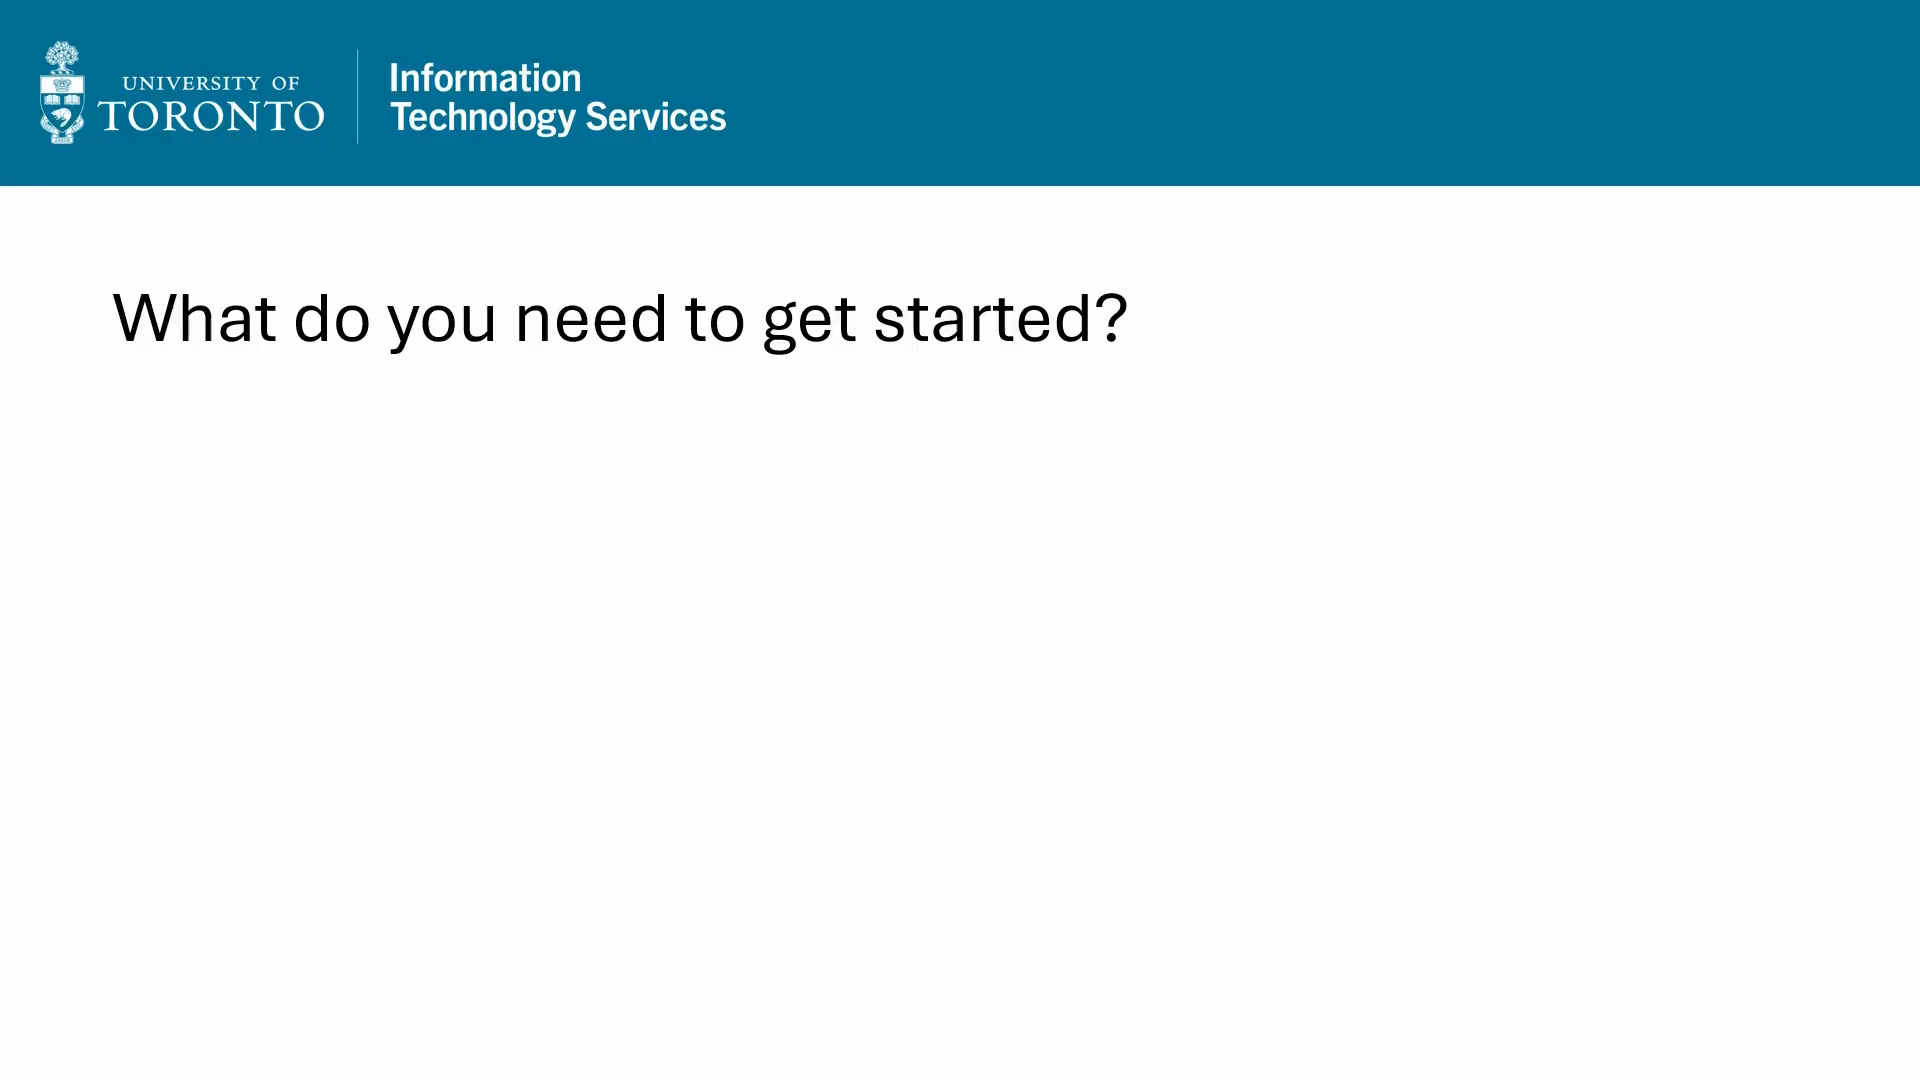 UNIVERSITY OF
TORONTO
Information
Technology Services
What do you need to get started?